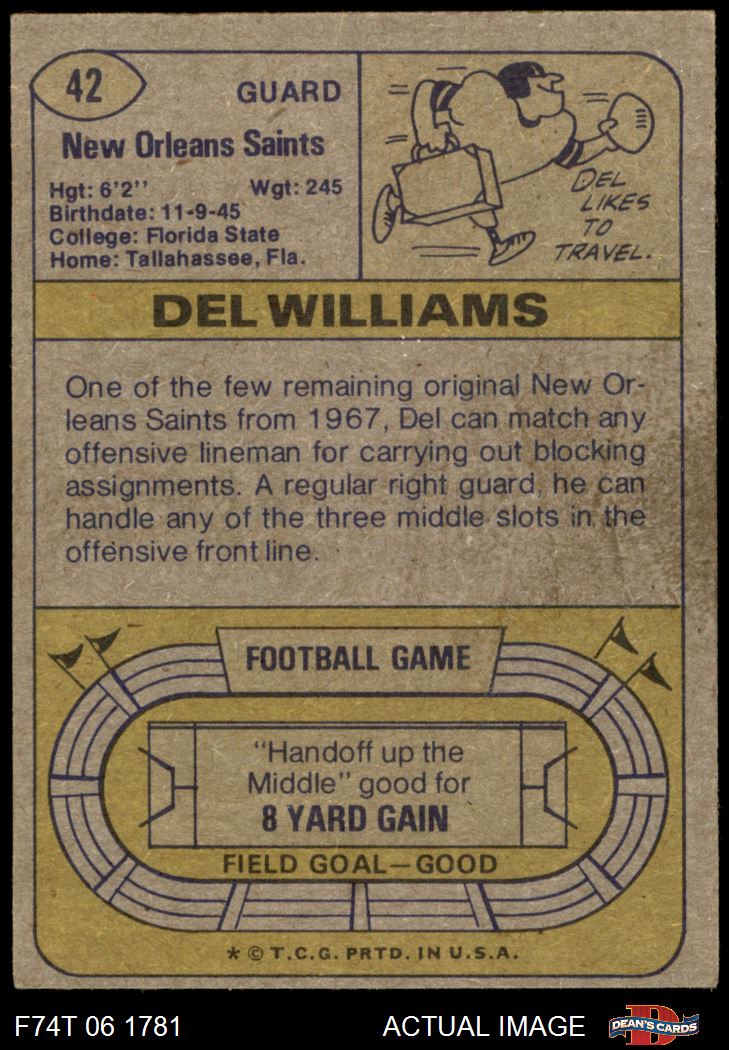 42
GUARD
New Orleans Saints
Hgt: 6'2'' Wgt: 245
Birthdate: 11-9-45
College: Florida State
Home: Tallahassee, Fla.
DEL
LIKES
TO
TRAVEL.
DEL WILLIAMS
One of the few remaining original New Or-
leans Saints from 1967, Del can match any
offensive lineman for carrying out blocking
assignments. A regular right guard, he can
handle any of the three middle slots in the
offensive front line.
FOOTBALL GAME
"Handoff up the
Middle" good for
8 YARD GAIN
FIELD GOAL—GOOD
* © T.C.G. PRTD. IN U.S.A.
F74T 06 1781 ACTUAL IMAGE
D
DEAN'S CARDS